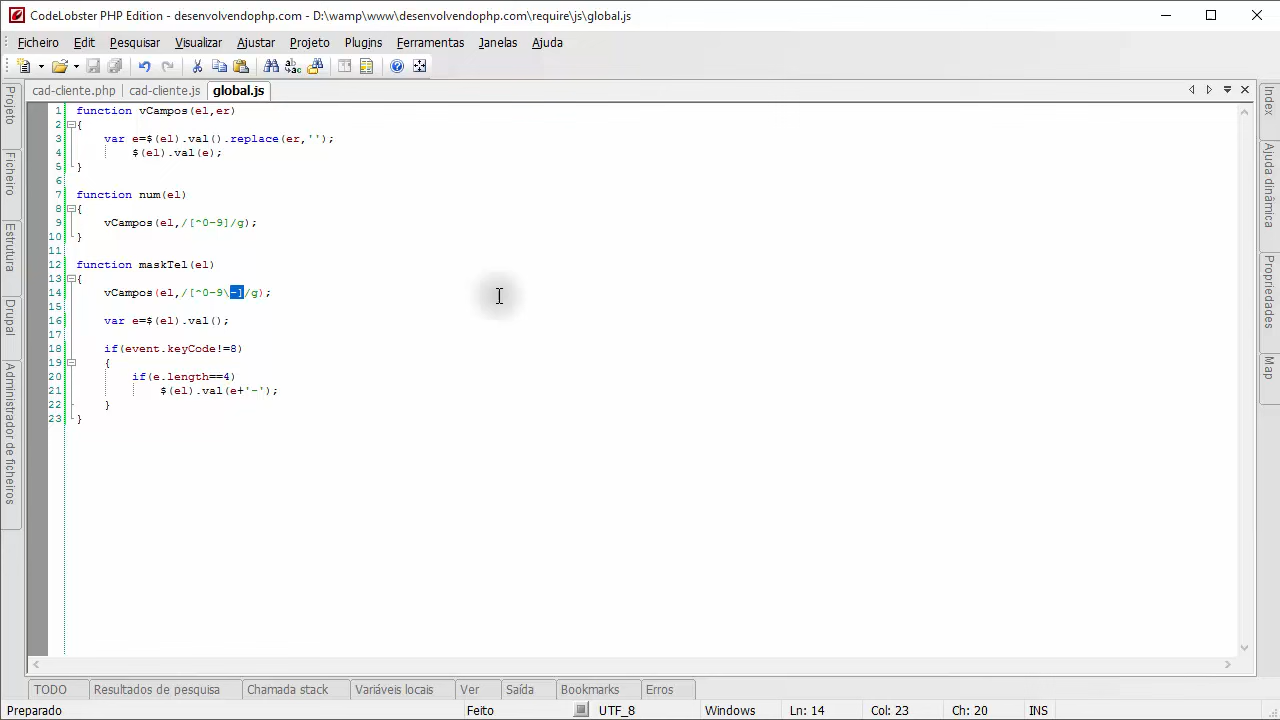 CodeLobster PHP Edition - desenvolvendophp.com - D:\wamp\www\desenvolvendophp.com\require\js\global.js
Ficheiro Edit Pesquisar Visualizar Ajustar Projeto Plugins Ferramentas Janelas Ajuda
cad-cliente.php cad-cliente.js global.js
1 function vCampos(el,er)
2 {
3 var e=$(el).val().replace(er,'');
4 $(el).val(e);
5 }
6
7 function num(el)
8 {
9 vCampos(el,/[^0-9]/g);
10 }
11
12 function maskTel(el)
13 {
14 vCampos(el,/[^0-9\-]/g);
15
16 var e=$(el).val();
17
18 if(event.keyCode!=8)
19 {
20 if(e.length==4)
21 $(el).val(e+'-');
22 }
23 }
Projeto
Ficheiro
Estrutura
Drupal
Administrador de ficheiros
Index
Ajuda dinâmica
Propriedades
Map
TODO Resultados de pesquisa Chamada stack Variáveis locais Ver Saída Bookmarks Erros
Preparado Feito UTF_8 Windows Ln: 14 Col: 23 Ch: 20 INS